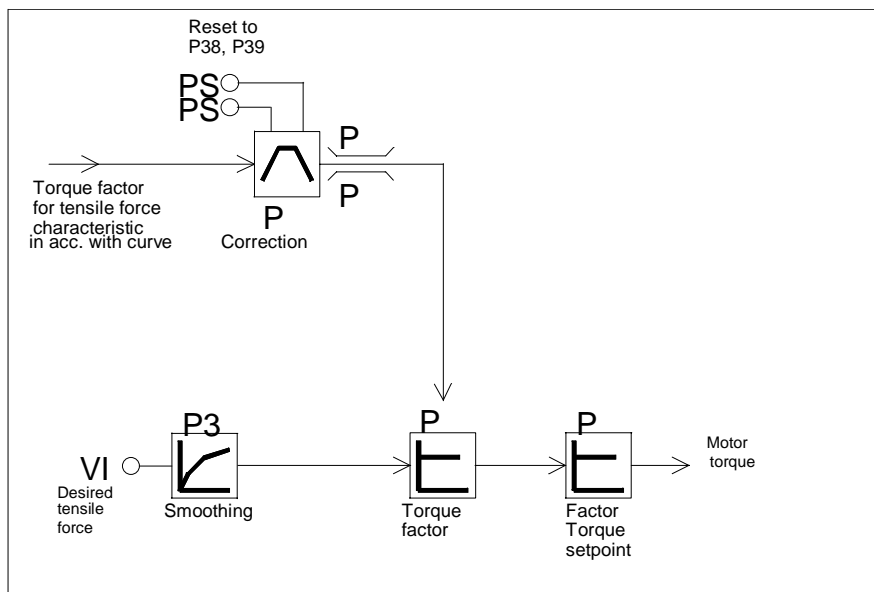 Reset to
P38, P39
PS
PS
P
P
Torque factor
for tensile force
characteristic
in acc. with curve
P
Correction
P3
P
P
VI
Desired
tensile
force
Smoothing
Torque
factor
Factor
Torque
setpoint
Motor
torque